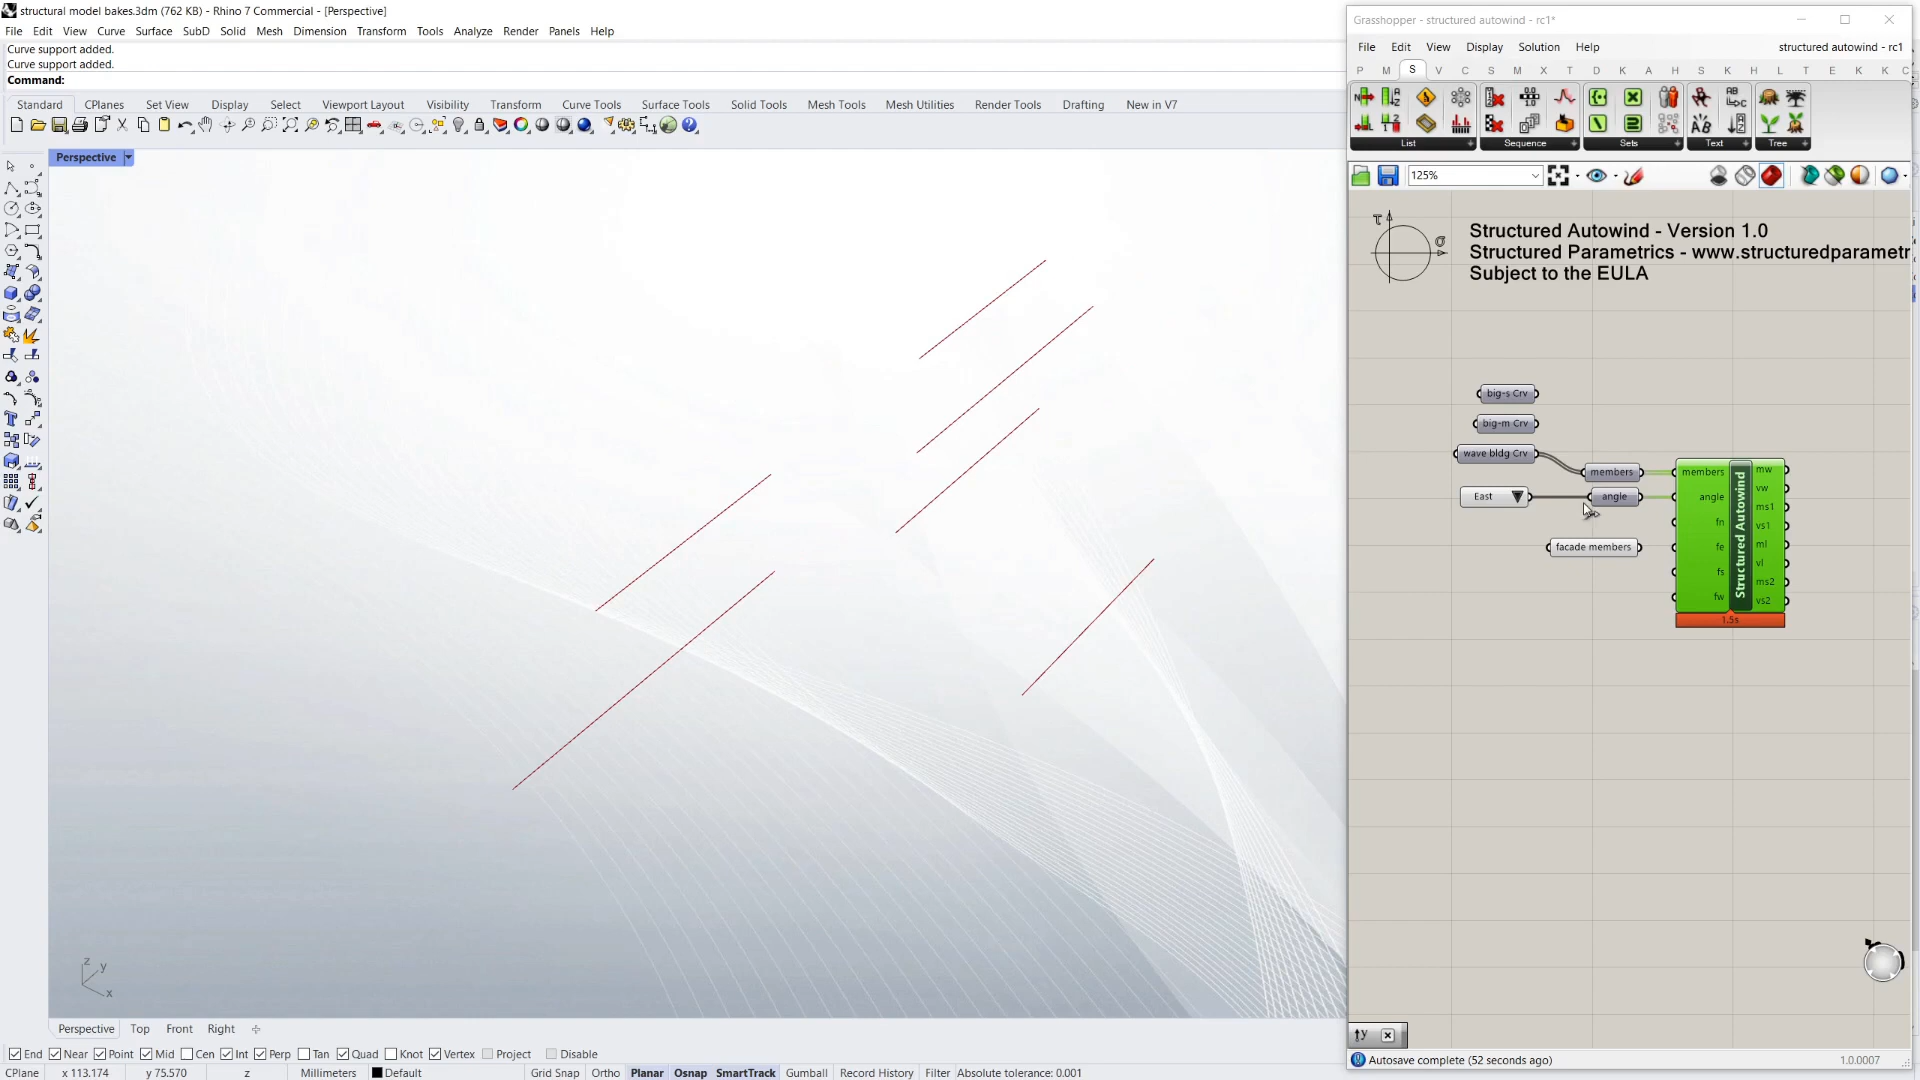 structural model bakes.3dm (762 KB) - Rhino 7 Commercial - [Perspective]
File Edit View Curve Surface SubD Solid Mesh Dimension Transform Tools Analyze Render Panels Help
Curve support added.
Curve support added.
Command:
Standard CPlanes Set View Display Select Viewport Layout Visibility Transform Curve Tools Surface Tools Solid Tools Mesh Tools Mesh Utilities Render Tools Drafting New in V7
Perspective
z
y
x
Perspective Top Front Right
End Near Point Mid Cen Int Perp Tan Quad Knot Vertex Project Disable
CPlane x 113.174 y 75.570 z Millimeters Default Grid Snap Ortho Planar Osnap SmartTrack Gumball Record History Filter Absolute tolerance: 0.001
Grasshopper - structured autowind - rc1*
File Edit View Display Solution Help structured autowind - rc1
P M S V C S M X T D K A H S K H L T E K K C
List Sequence Sets Text Tree
125%
τ
σ
Structured Autowind - Version 1.0
Structured Parametrics - www.structuredparametr
Subject to the EULA
big-s Crv
big-m Crv
wave bldg Crv
members
East
angle
facade members
members
angle
fn
fe
fs
fw
Structured Autowind
mw
vw
ms1
vs1
ml
vl
ms2
vs2
1.5s
Autosave complete (52 seconds ago) 1.0.0007